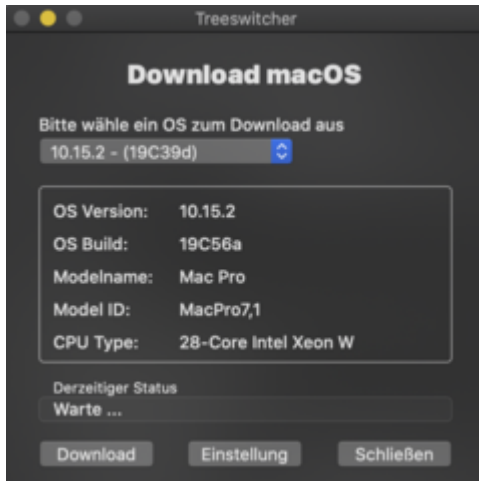 Treeswitcher
Download macOS
Bitte wähle ein OS zum Download aus
10.15.2 - (19C39d)
OS Version: 10.15.2
OS Build: 19C56a
Modelname: Mac Pro
Model ID: MacPro7,1
CPU Type: 28-Core Intel Xeon W
Derzeitiger Status
Warte ...
Download Einstellung Schließen